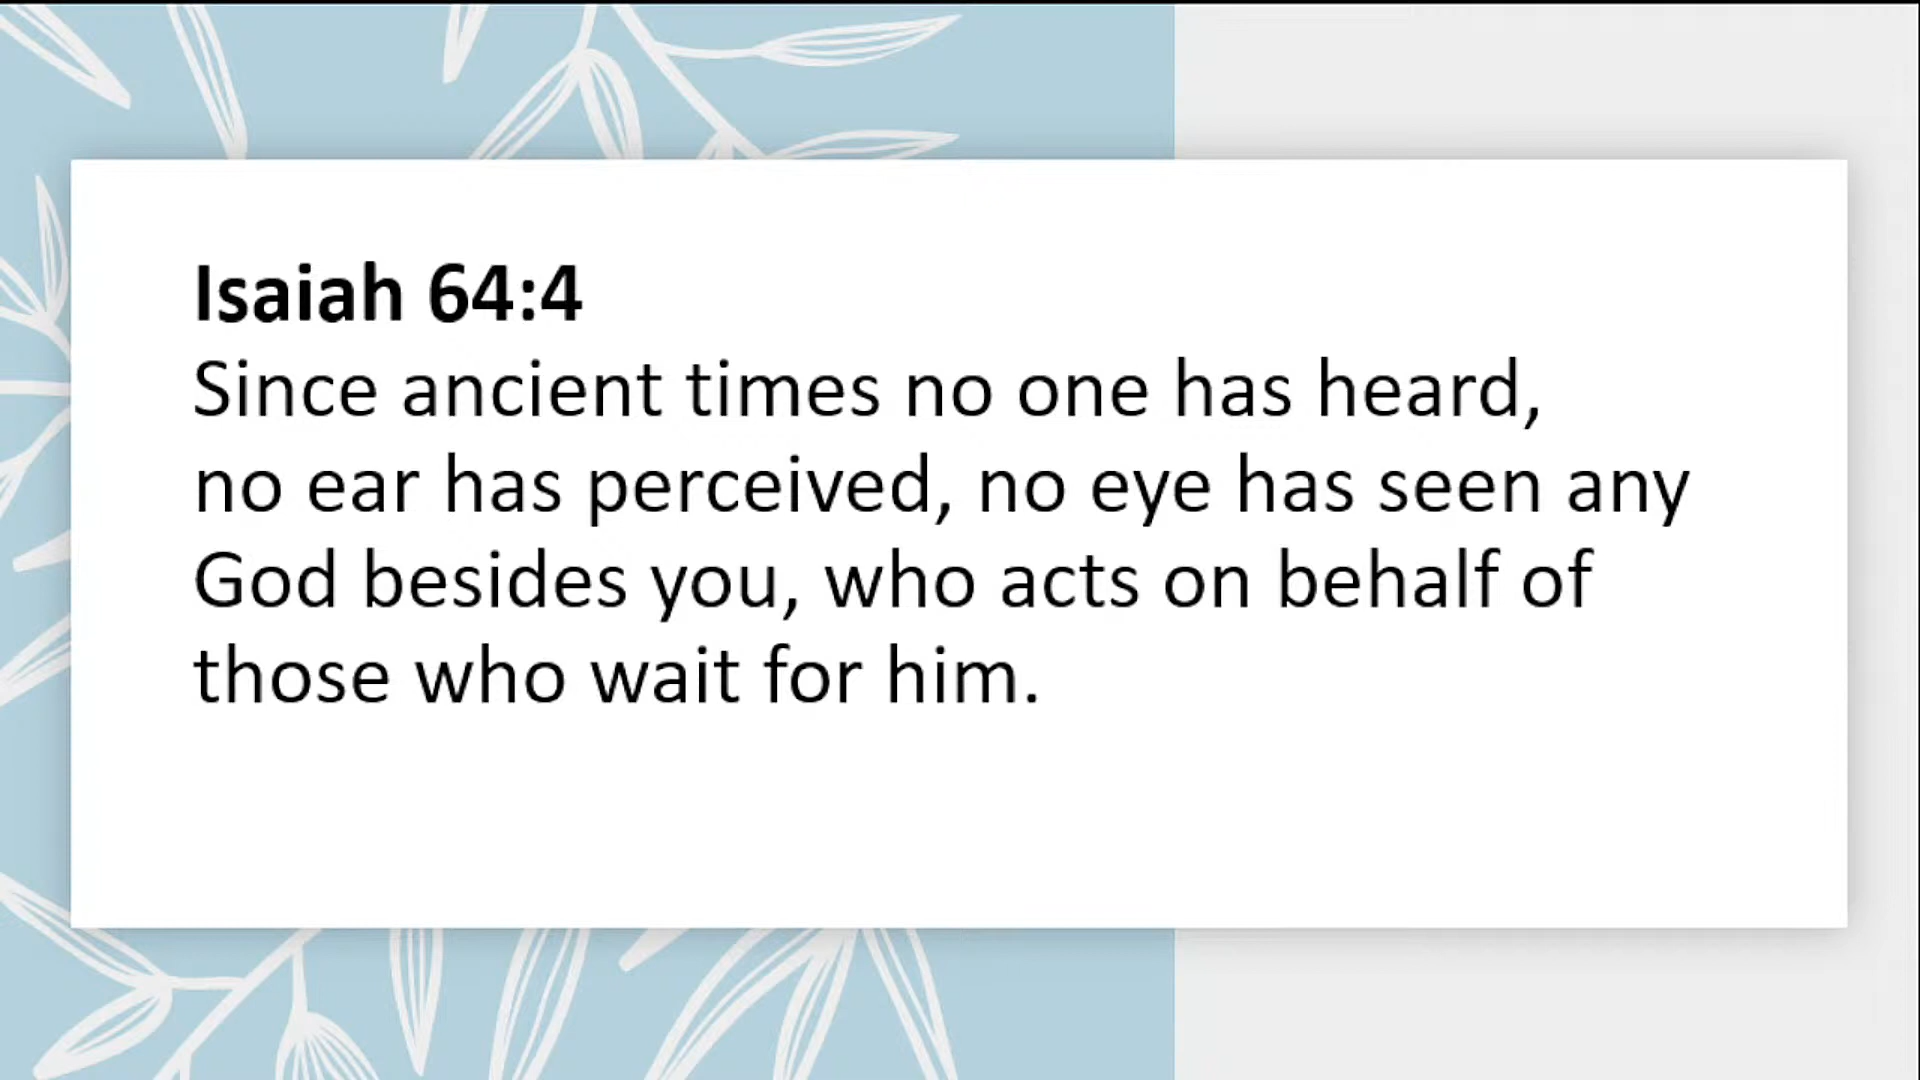 Isaiah 64:4
Since ancient times no one has heard,
no ear has perceived, no eye has seen any
God besides you, who acts on behalf of
those who wait for him.